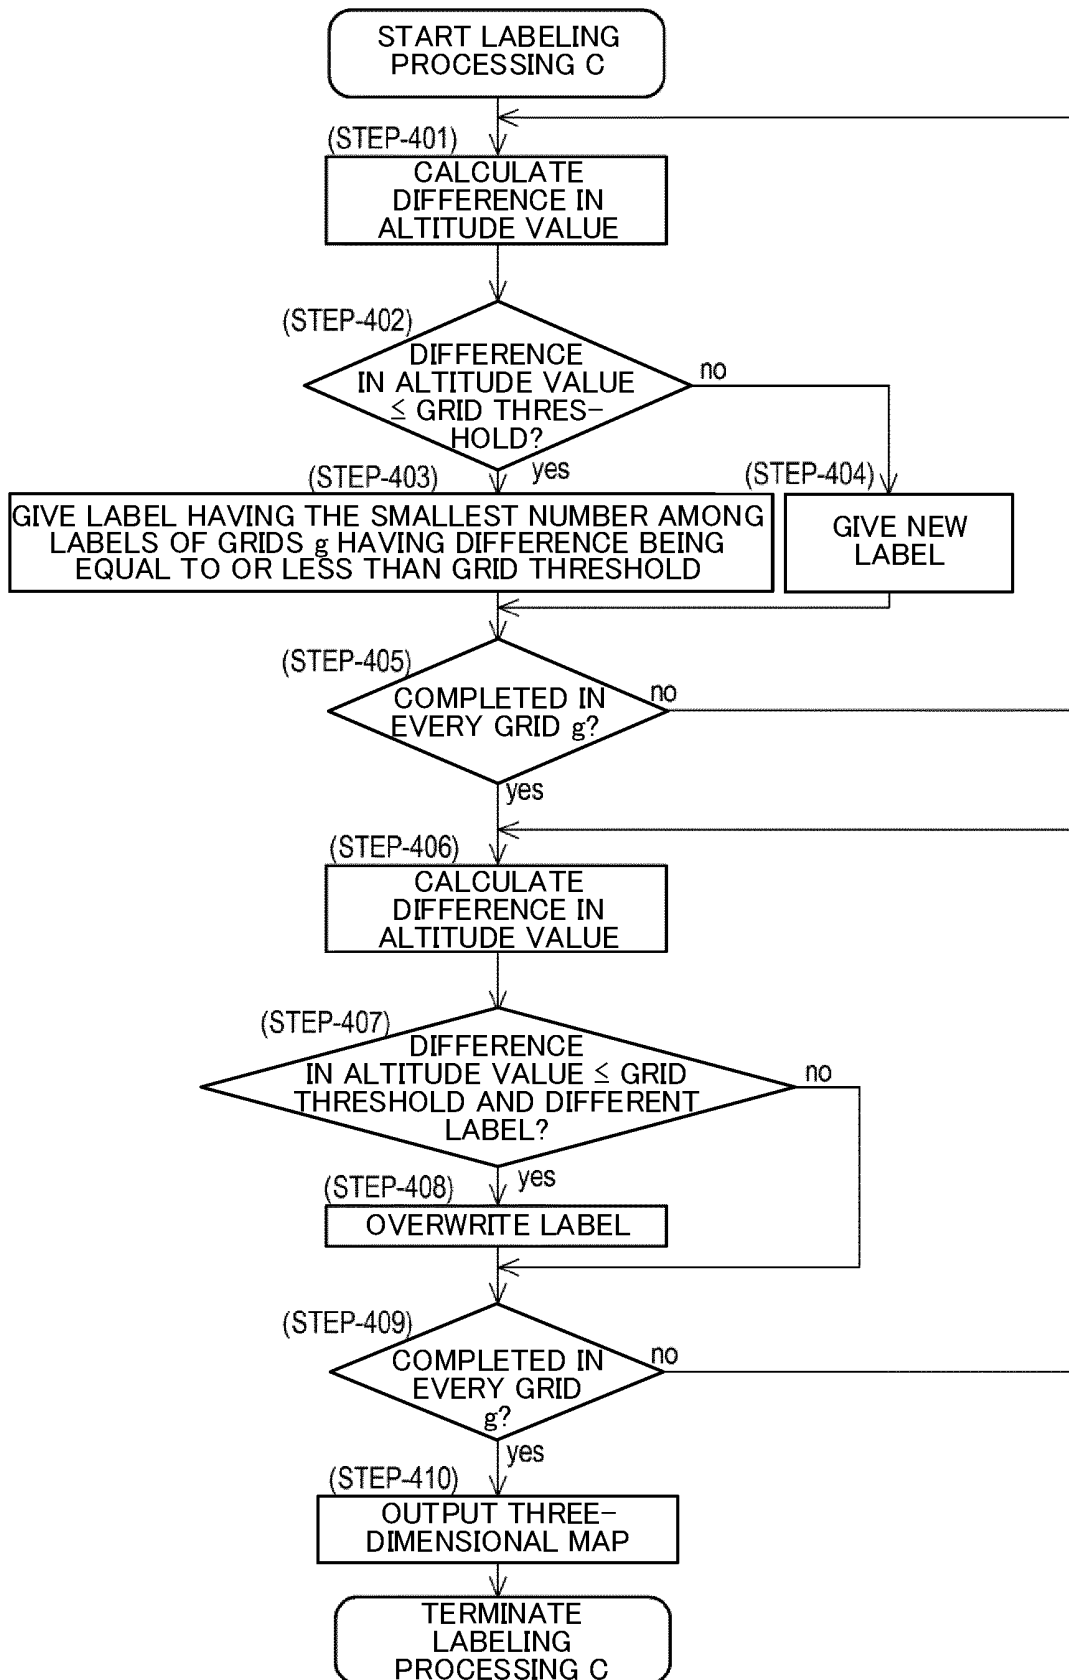 START LABELING
PROCESSING C
(STEP-401)
CALCULATE
DIFFERENCE IN
ALTITUDE VALUE
(STEP-402)
DIFFERENCE
IN ALTITUDE VALUE
≤ GRID THRES-
HOLD?
no
yes
(STEP-403)
GIVE LABEL HAVING THE SMALLEST NUMBER AMONG
LABELS OF GRIDS g HAVING DIFFERENCE BEING
EQUAL TO OR LESS THAN GRID THRESHOLD
(STEP-404)
GIVE NEW
LABEL
(STEP-405)
COMPLETED IN
EVERY GRID g?
no
yes
(STEP-406)
CALCULATE
DIFFERENCE IN
ALTITUDE VALUE
(STEP-407)
DIFFERENCE
IN ALTITUDE VALUE ≤ GRID
THRESHOLD AND DIFFERENT
LABEL?
no
yes
(STEP-408)
OVERWRITE LABEL
(STEP-409)
COMPLETED IN
EVERY GRID
g?
no
yes
(STEP-410)
OUTPUT THREE-
DIMENSIONAL MAP
TERMINATE
LABELING
PROCESSING C